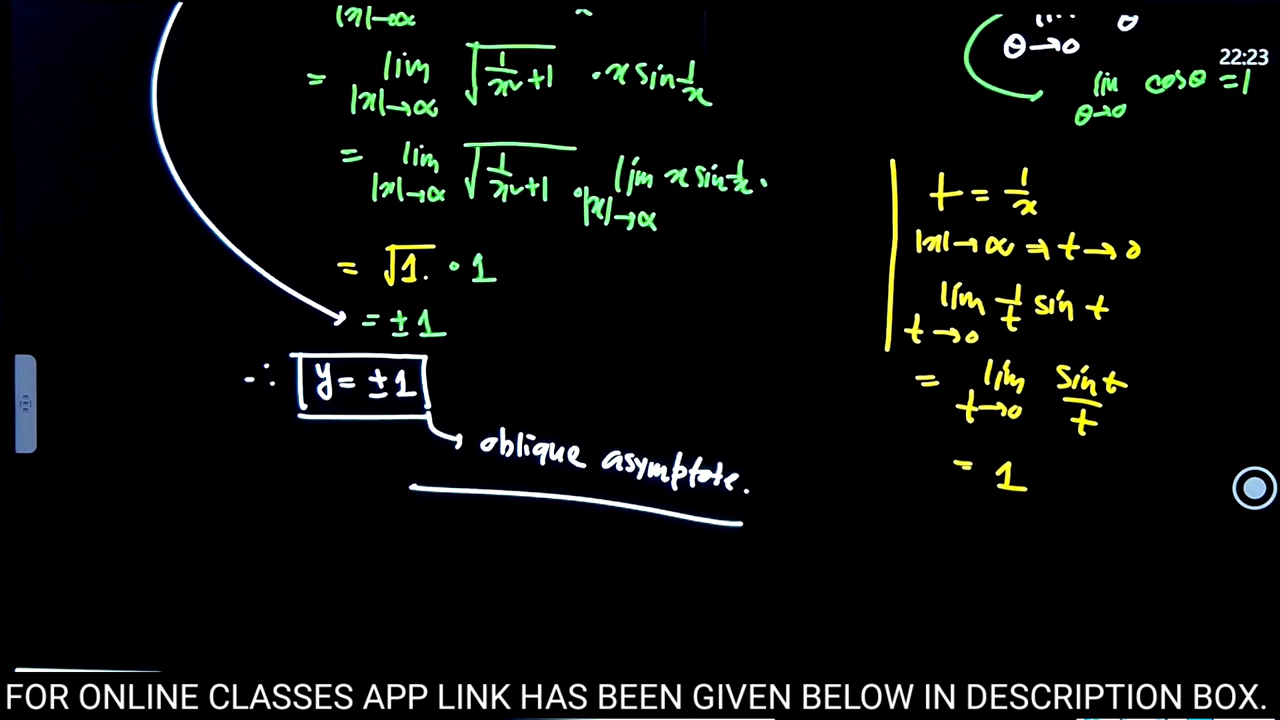 |x|→∝
= lim |x|→∝ √(1/x² + 1) · x sin 1/x
= lim |x|→∝ √(1/x² + 1) · lim |x|→∝ x sin 1/x .
= √1. · 1
= ± 1
∴ y = ± 1
oblique asymptote.
θ
θ→0
22:23
lim θ→0 cosθ = 1
t = 1/x
|x|→∝ ⇒ t→0
lim t→0 1/t sin t
= lim t→0 sin t/t
= 1
FOR ONLINE CLASSES APP LINK HAS BEEN GIVEN BELOW IN DESCRIPTION BOX.